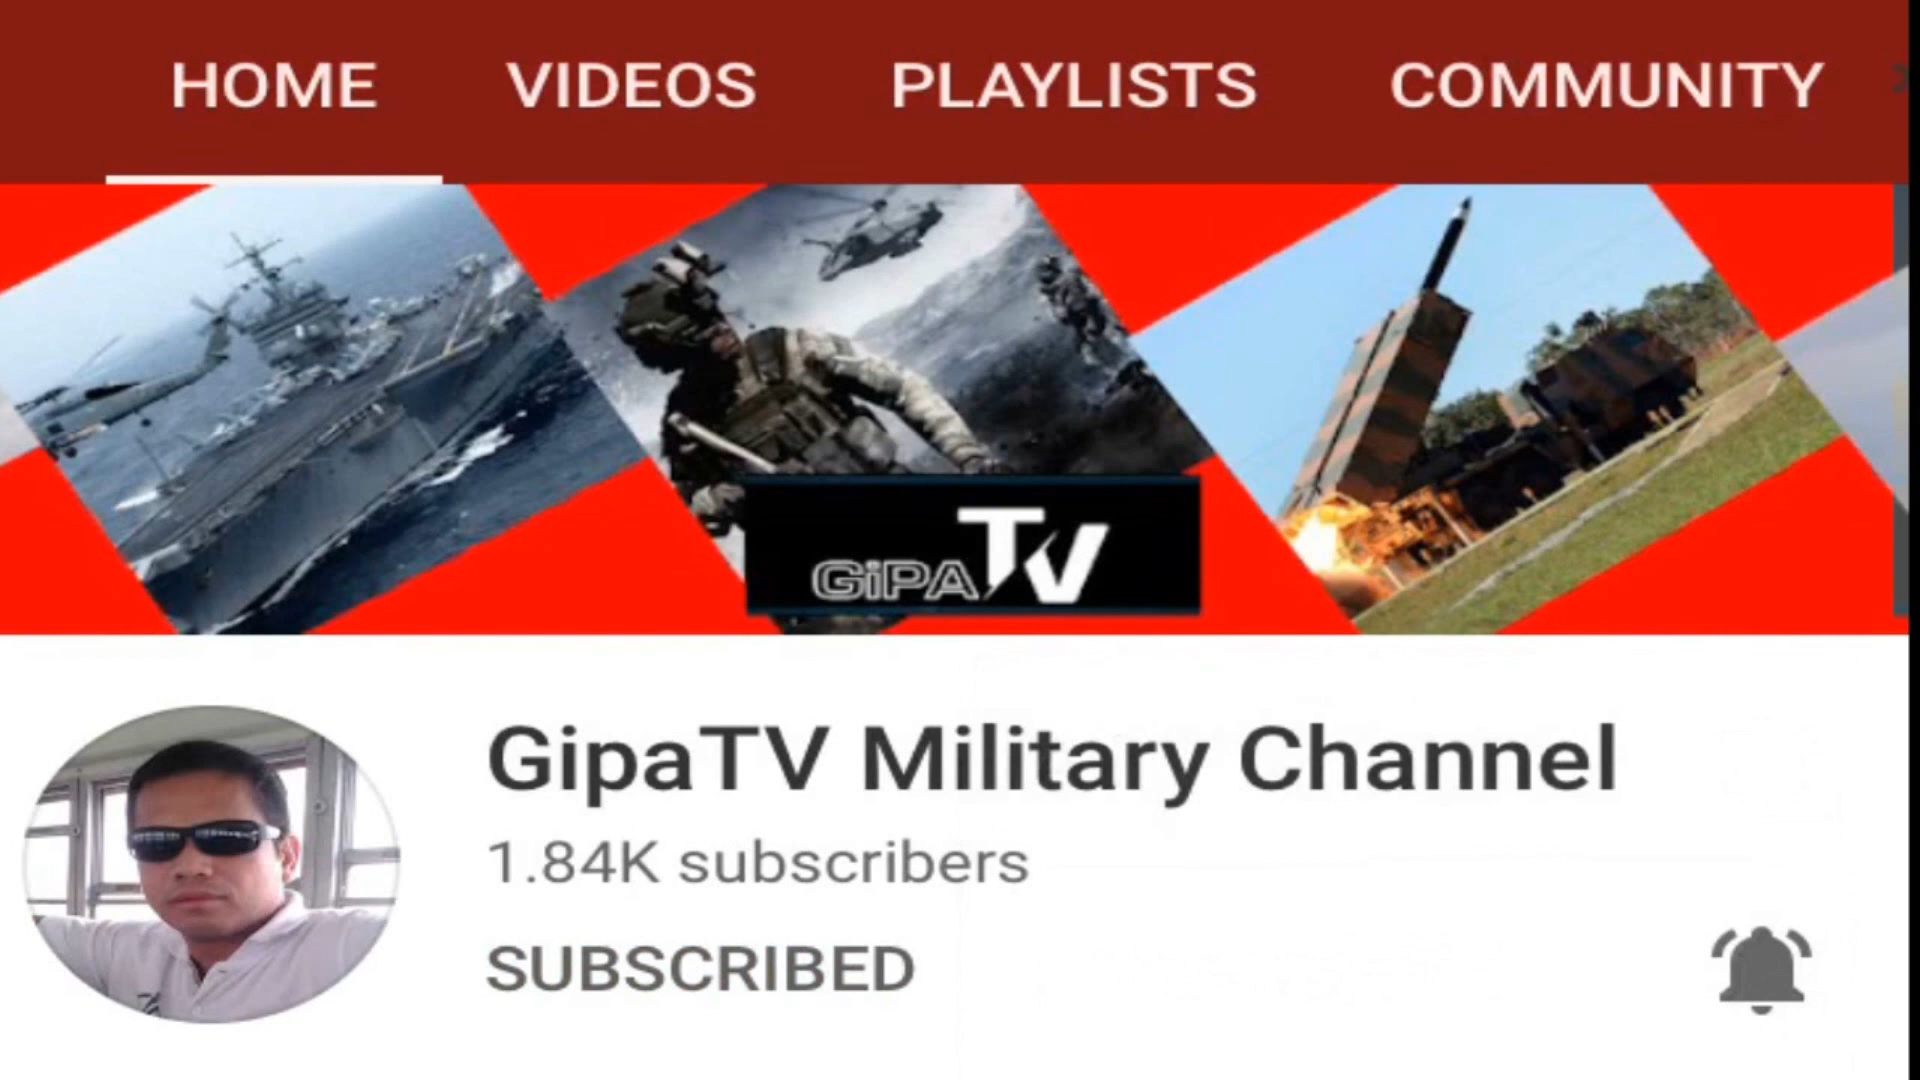 HOME VIDEOS PLAYLISTS COMMUNITY
GiPATV
GipaTV Military Channel
1.84K subscribers
SUBSCRIBED